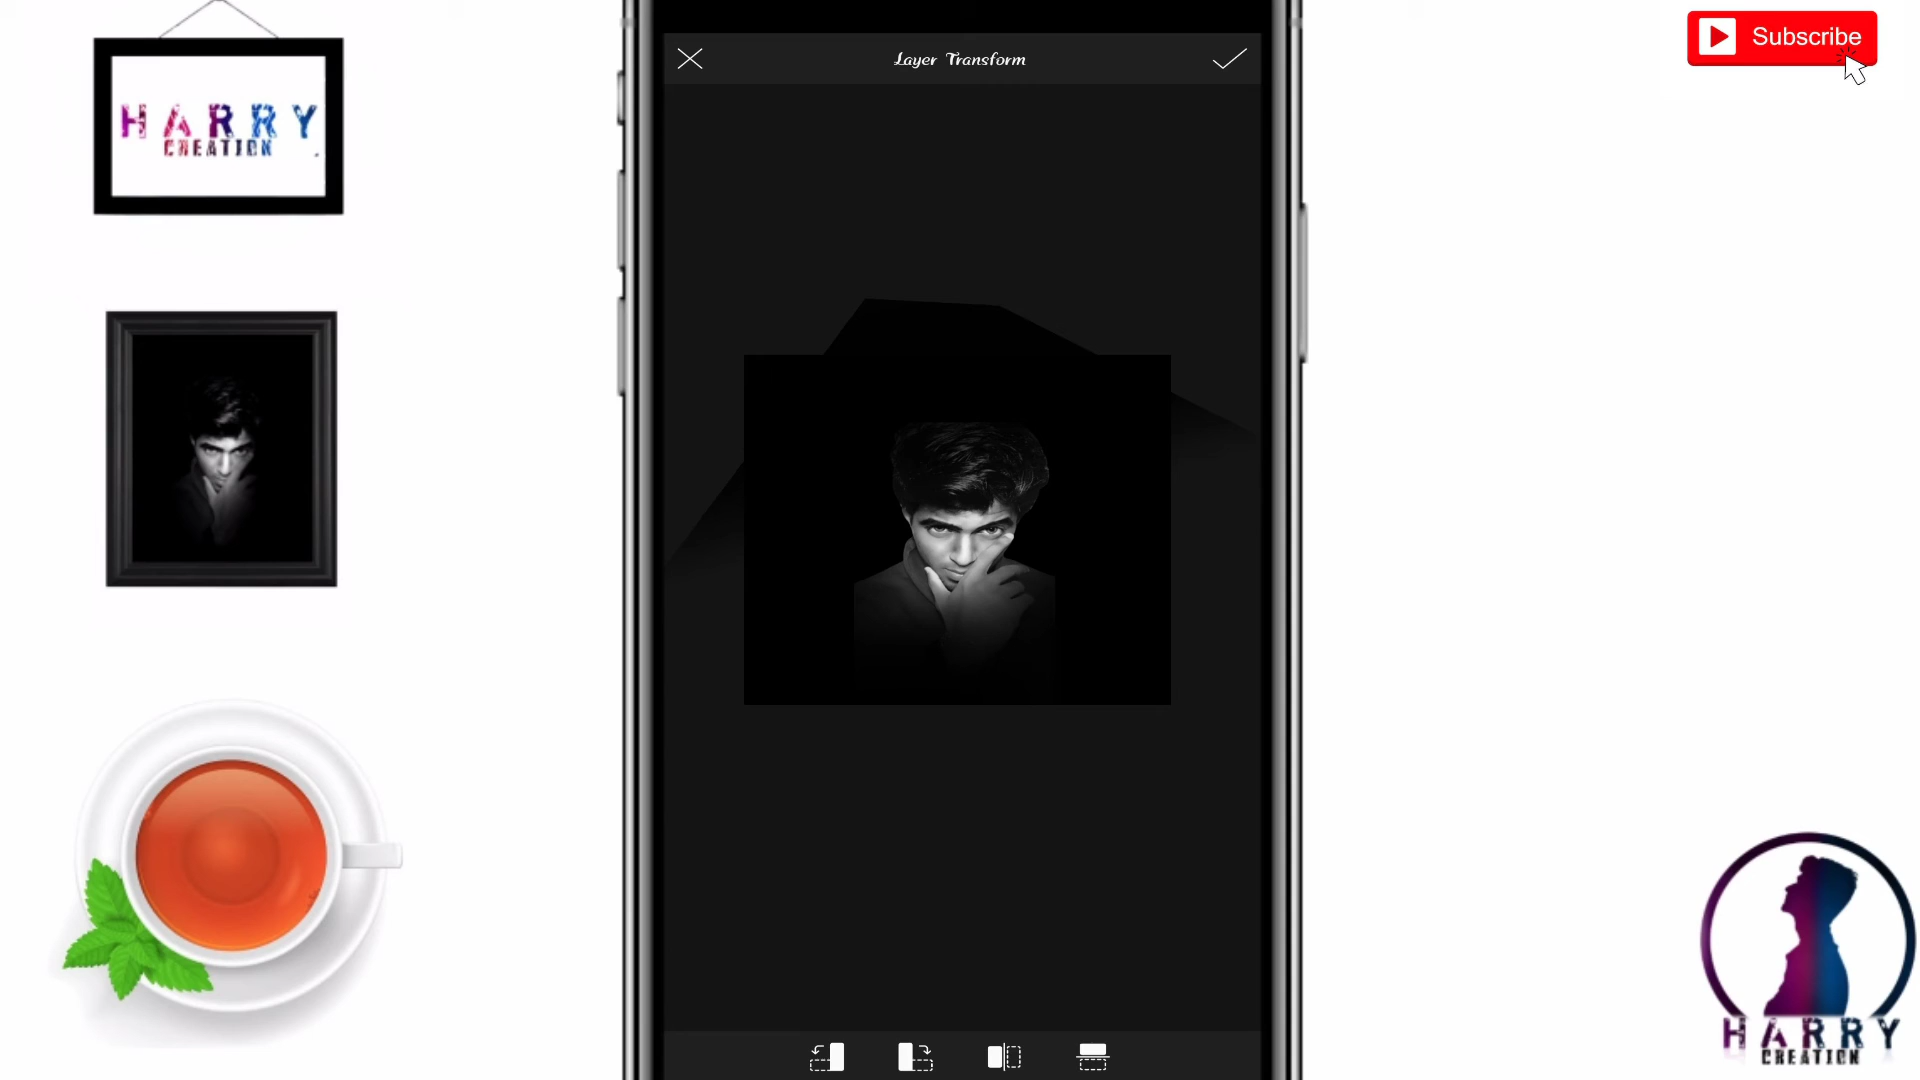 HARRY
CREATION
Layer Transform
Subscribe
HARRY
CREATION